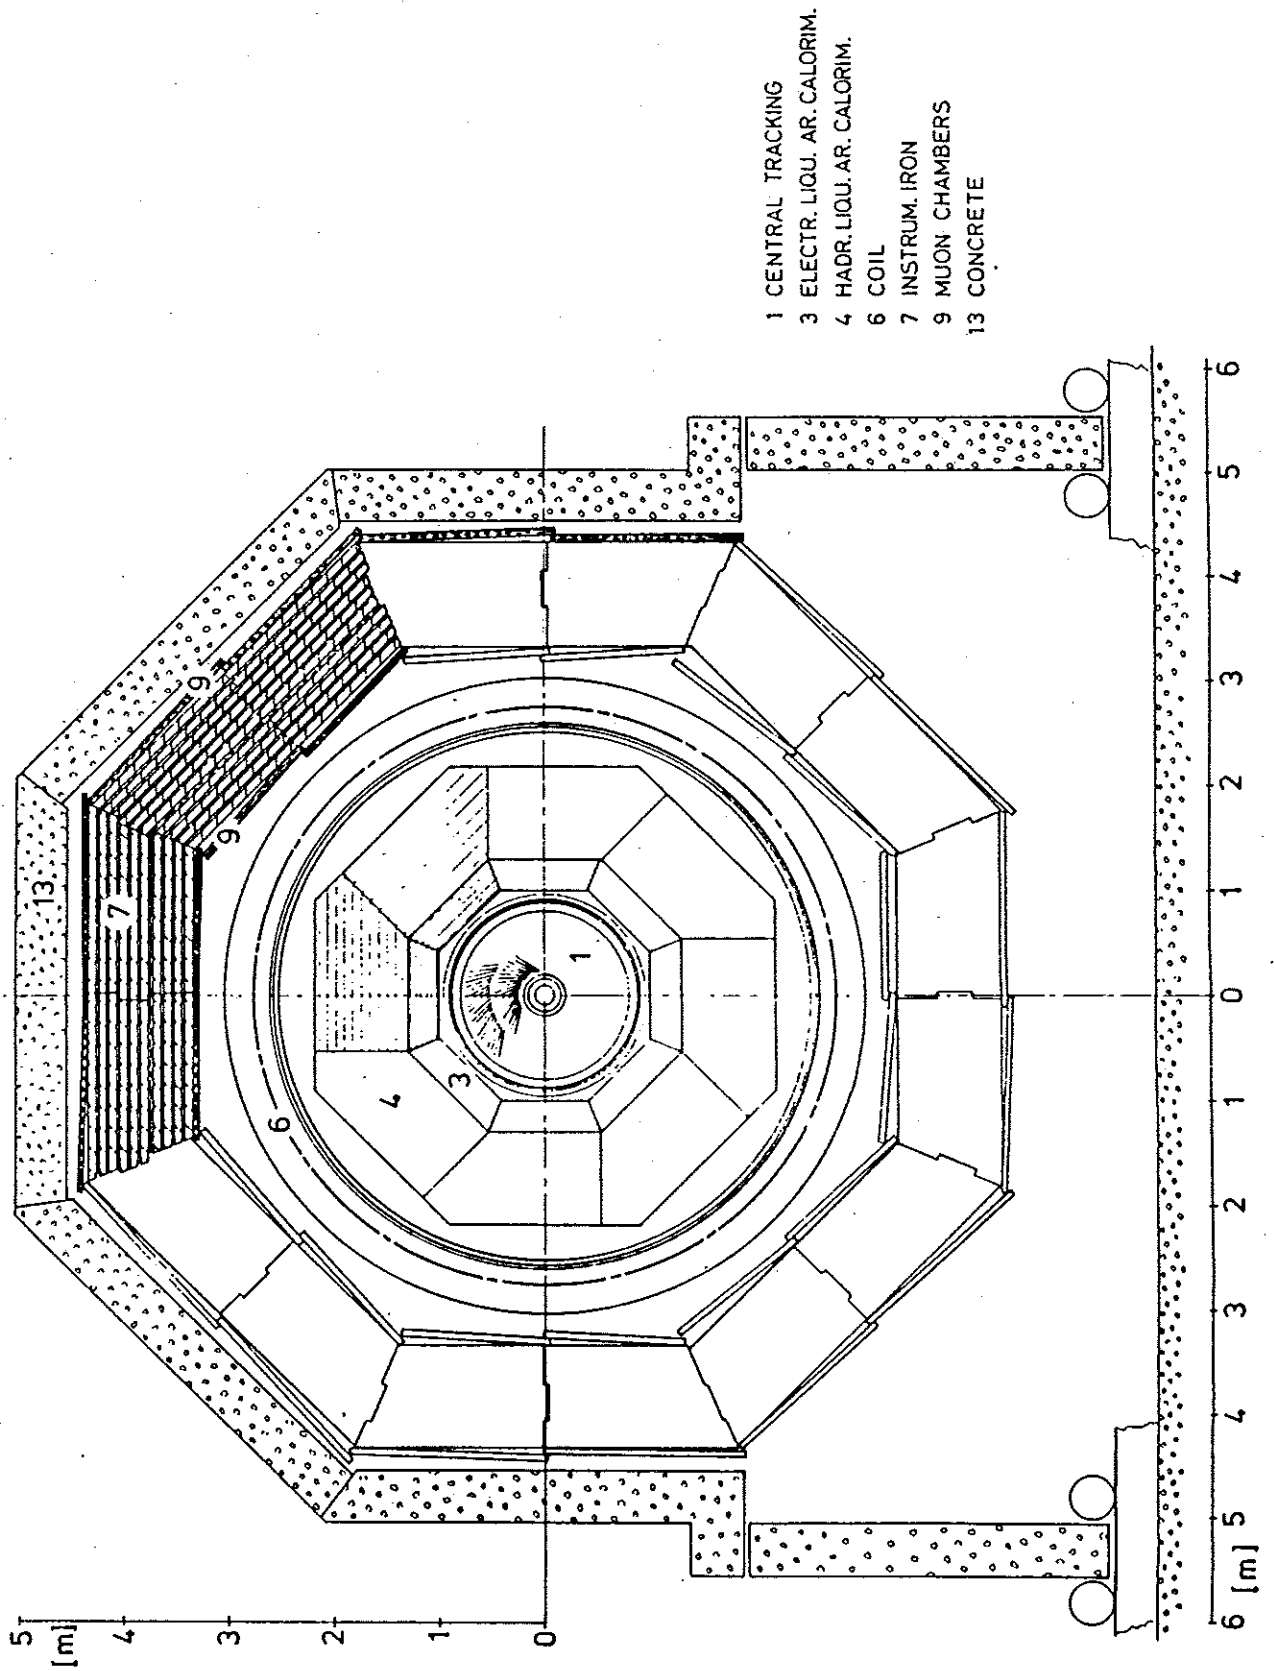 5
[m]
4
3
2
1
0
13
7
9
9
6
4
3
1
6 5 4 3 2 1 0 1 2 3 4 5 6
[m]
1 CENTRAL TRACKING
3 ELECTR. LIQU. AR. CALORIM.
4 HADR. LIQU. AR. CALORIM.
6 COIL
7 INSTRUM. IRON
9 MUON CHAMBERS
13 CONCRETE